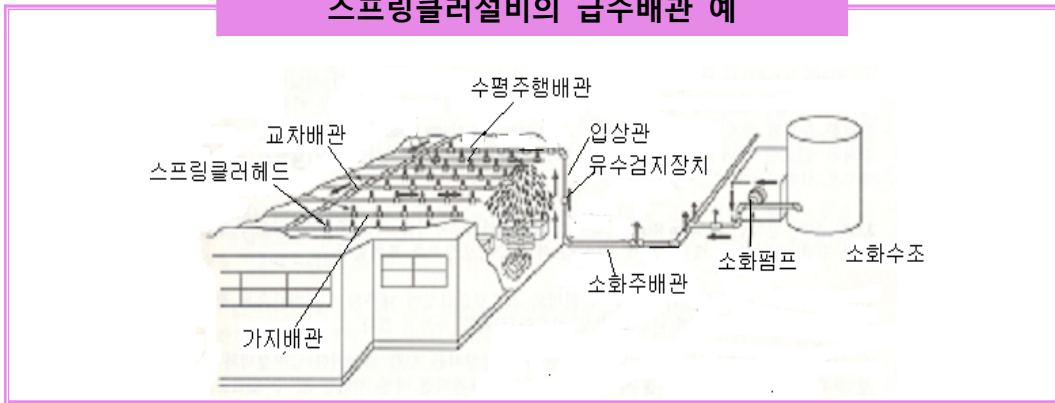 스프링클러설비의 급수배관 예
수평주행배관
교차배관
입상관
스프링클러헤드
유수검지장치
소화펌프
소화수조
소화주배관
가지배관